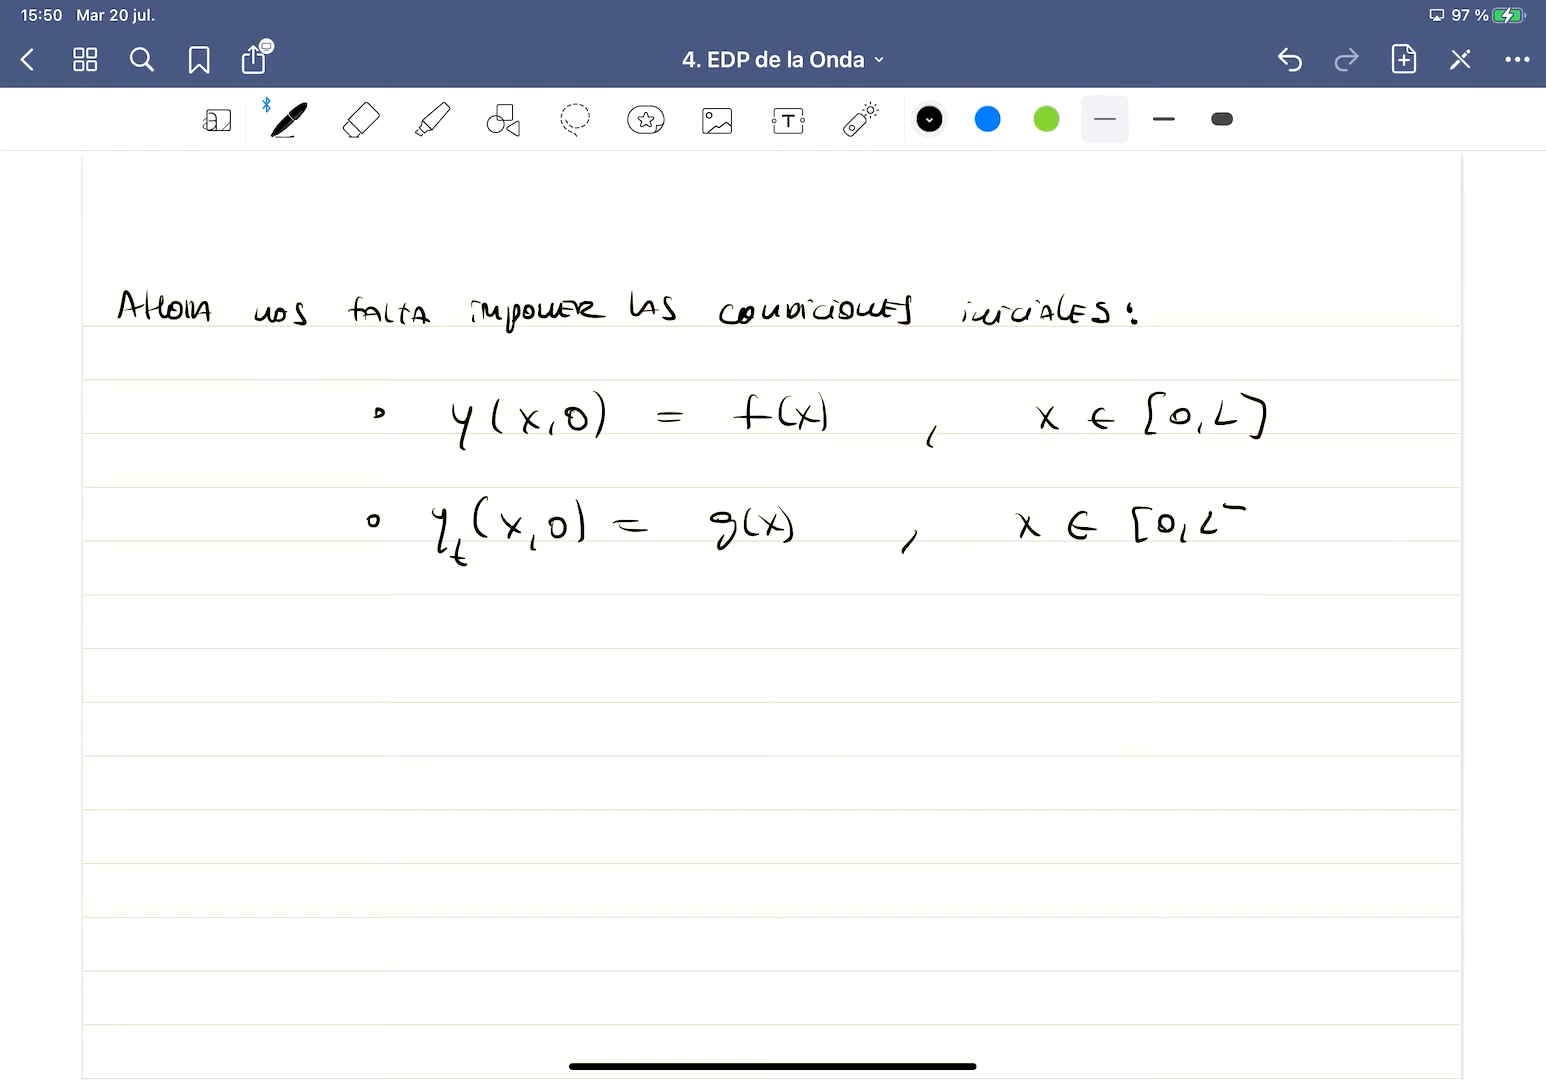 15:50 Mar 20 jul. 97 %
4. EDP de la Onda
T
Ahora nos falta imponer las condiciones iniciales:
• y(x,0) = f(x) , x ∈ [0,L]
• y_t(x,0) = g(x) , x ∈ [0,L